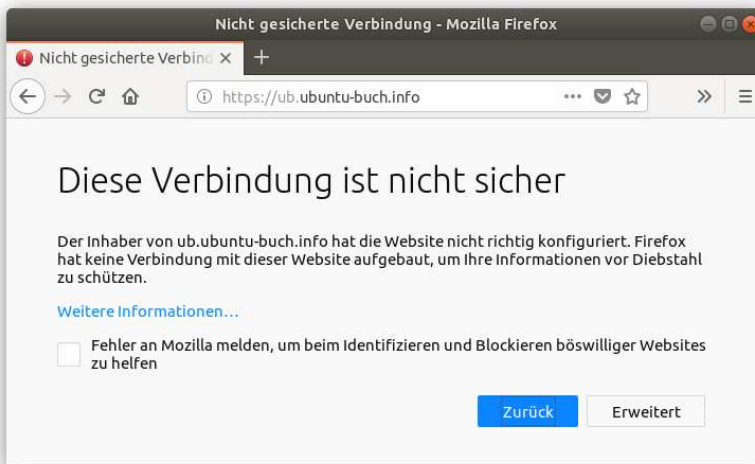 Nicht gesicherte Verbindung - Mozilla Firefox
Nicht gesicherte Verbind
https://ub.ubuntu-buch.info
Diese Verbindung ist nicht sicher
Der Inhaber von ub.ubuntu-buch.info hat die Website nicht richtig konfiguriert. Firefox
hat keine Verbindung mit dieser Website aufgebaut, um Ihre Informationen vor Diebstahl
zu schützen.
Weitere Informationen…
Fehler an Mozilla melden, um beim Identifizieren und Blockieren böswilliger Websites
zu helfen
Zurück Erweitert